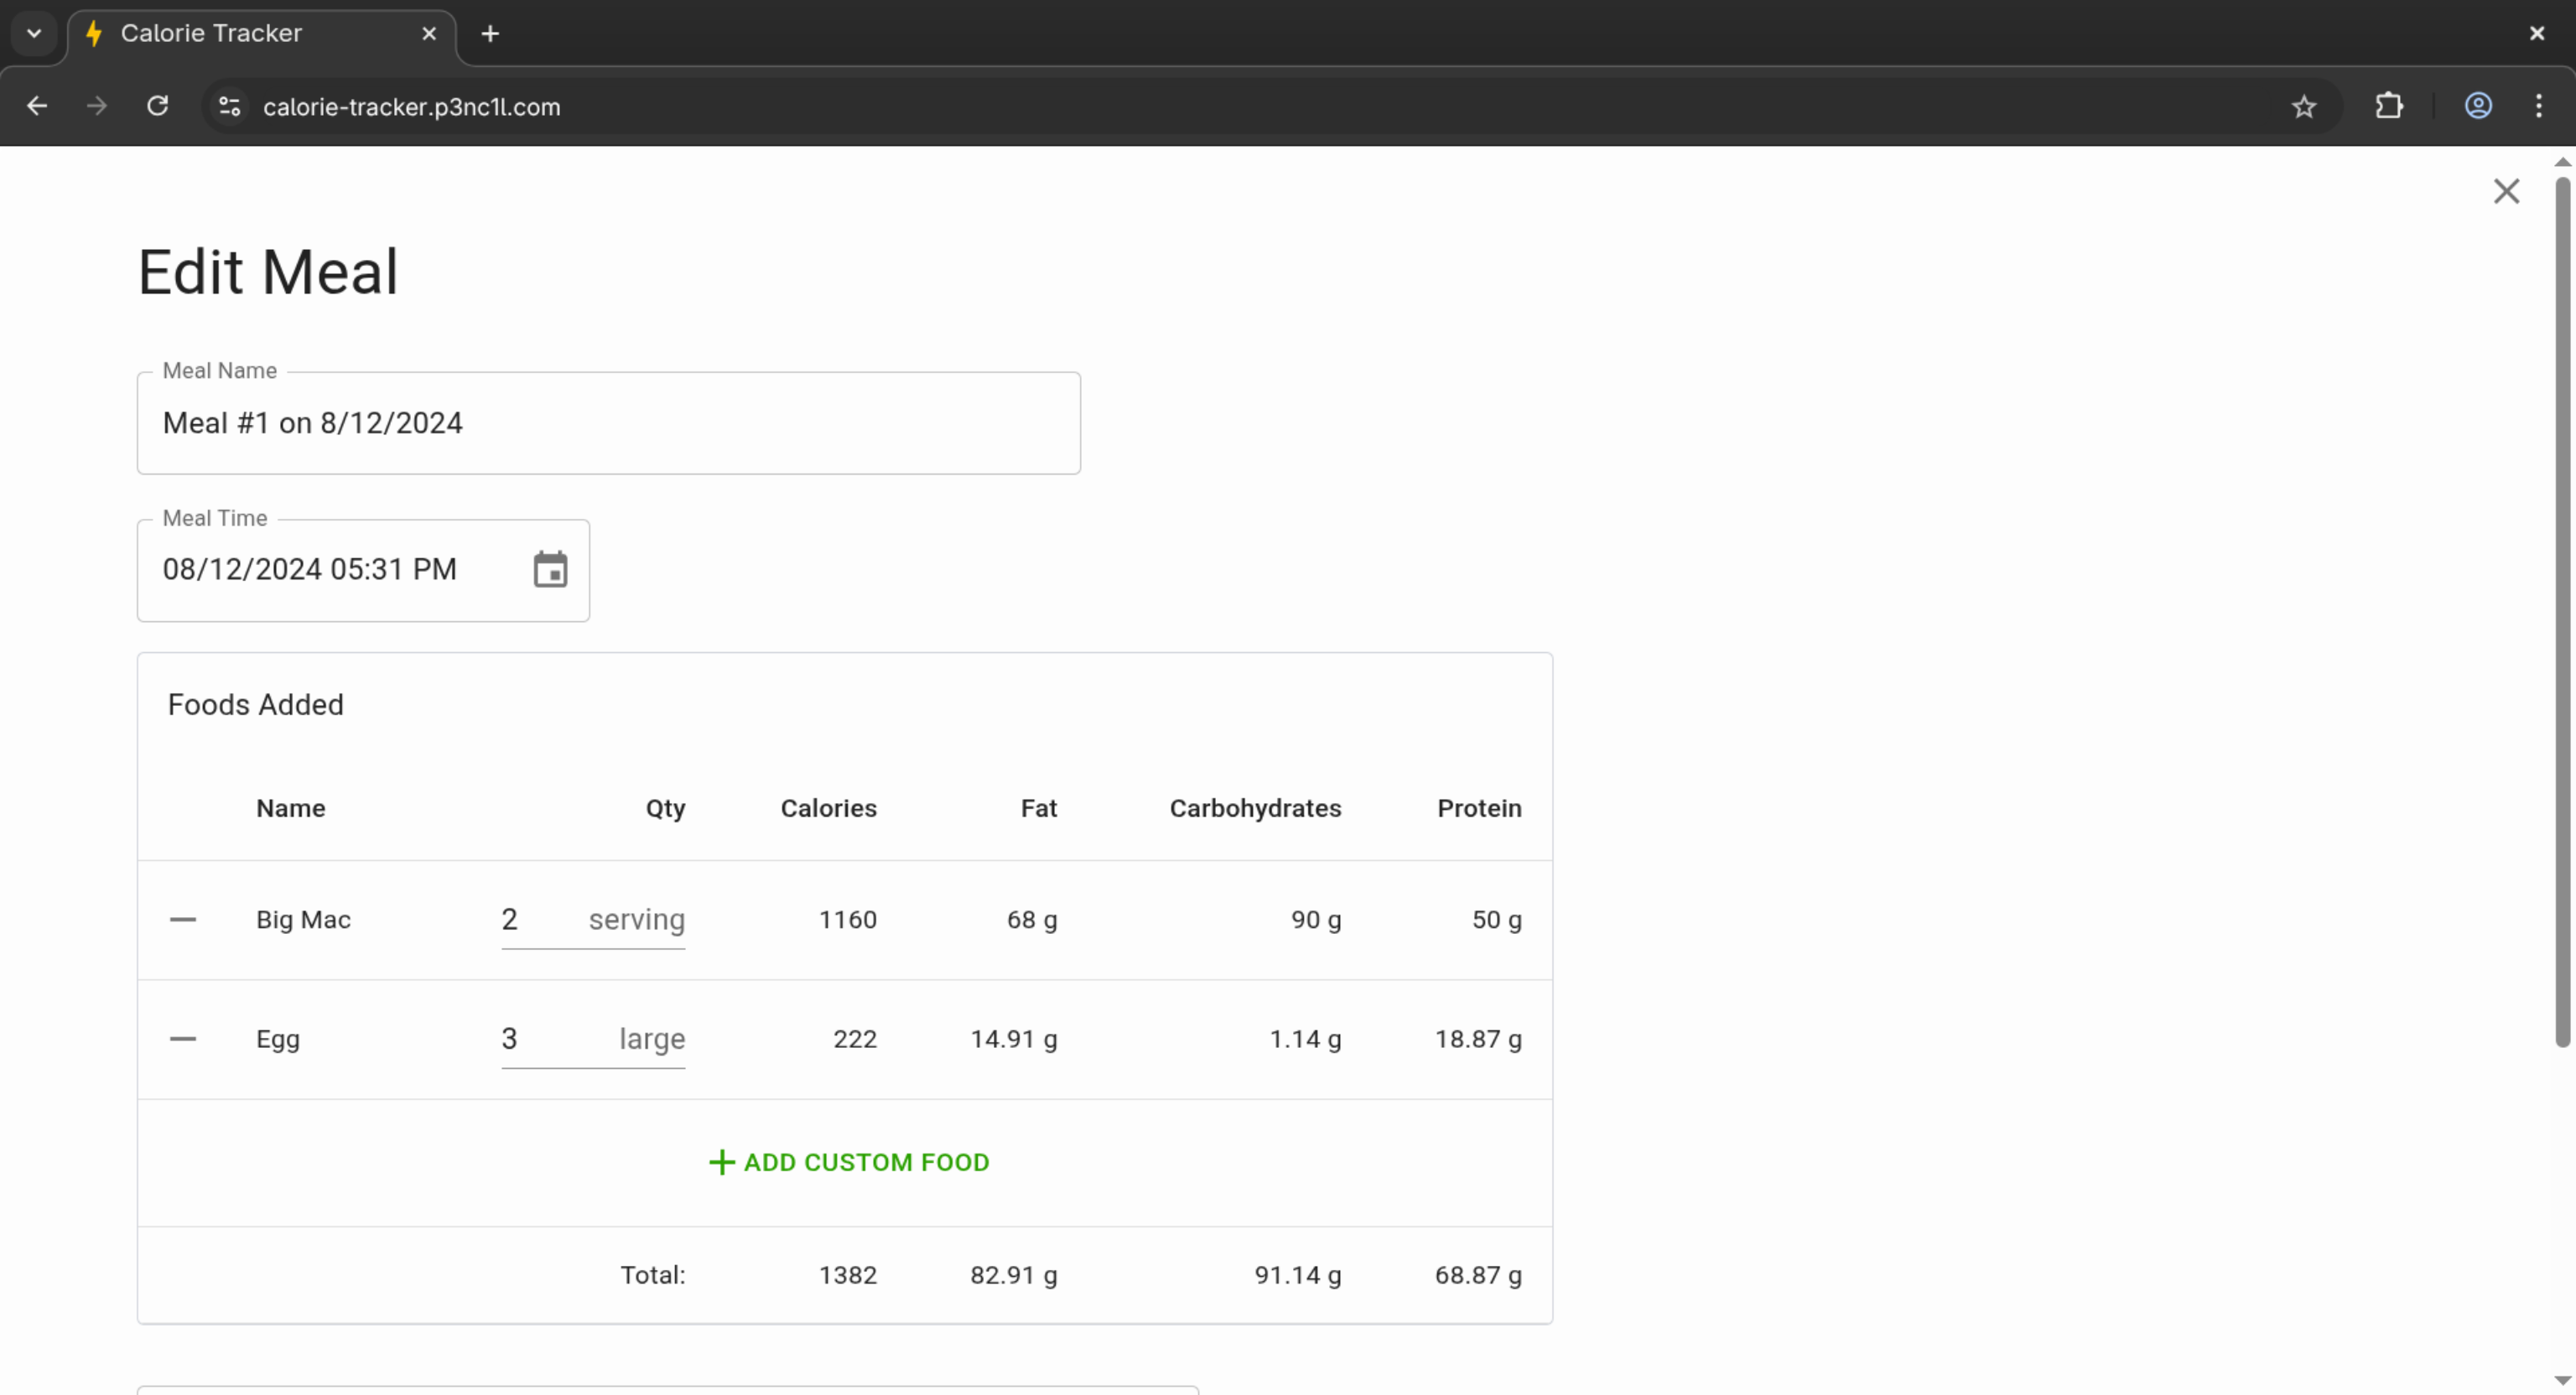 Calorie Tracker
calorie-tracker.p3nc1l.com
Edit Meal
Meal Name
Meal #1 on 8/12/2024
Meal Time
08/12/2024 05:31 PM
Foods Added
Name Qty Calories Fat Carbohydrates Protein
Big Mac 2 serving 1160 68 g 90 g 50 g
Egg 3 large 222 14.91 g 1.14 g 18.87 g
ADD CUSTOM FOOD
Total: 1382 82.91 g 91.14 g 68.87 g